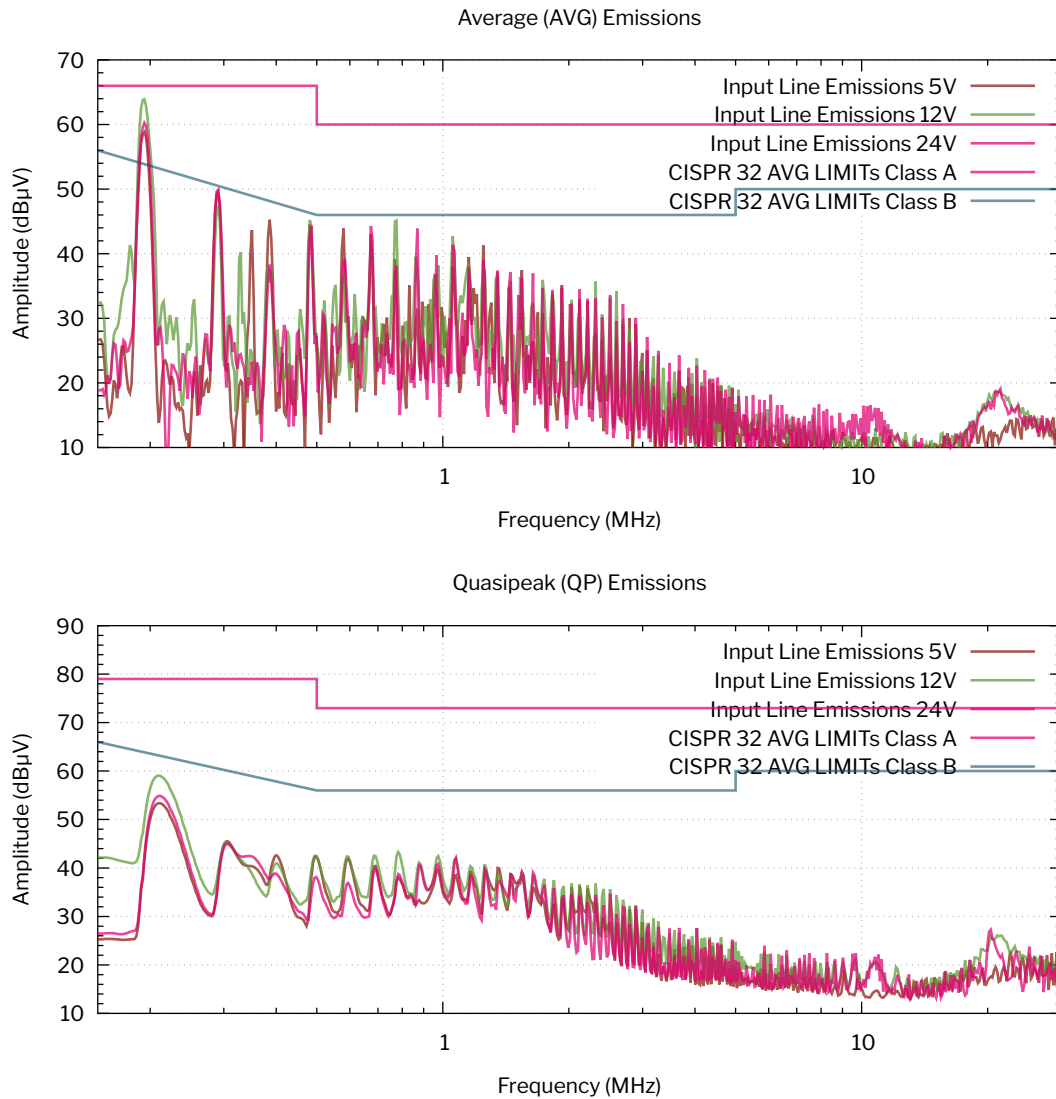 Average (AVG) Emissions
70
60
50
40
30
20
10
Amplitude (dBµV)
Input Line Emissions 5V
Input Line Emissions 12V
Input Line Emissions 24V
CISPR 32 AVG LIMITs Class A
CISPR 32 AVG LIMITs Class B
1
10
Frequency (MHz)
Quasipeak (QP) Emissions
90
80
70
60
50
40
30
20
10
Amplitude (dBµV)
Input Line Emissions 5V
Input Line Emissions 12V
Input Line Emissions 24V
CISPR 32 AVG LIMITs Class A
CISPR 32 AVG LIMITs Class B
1
10
Frequency (MHz)